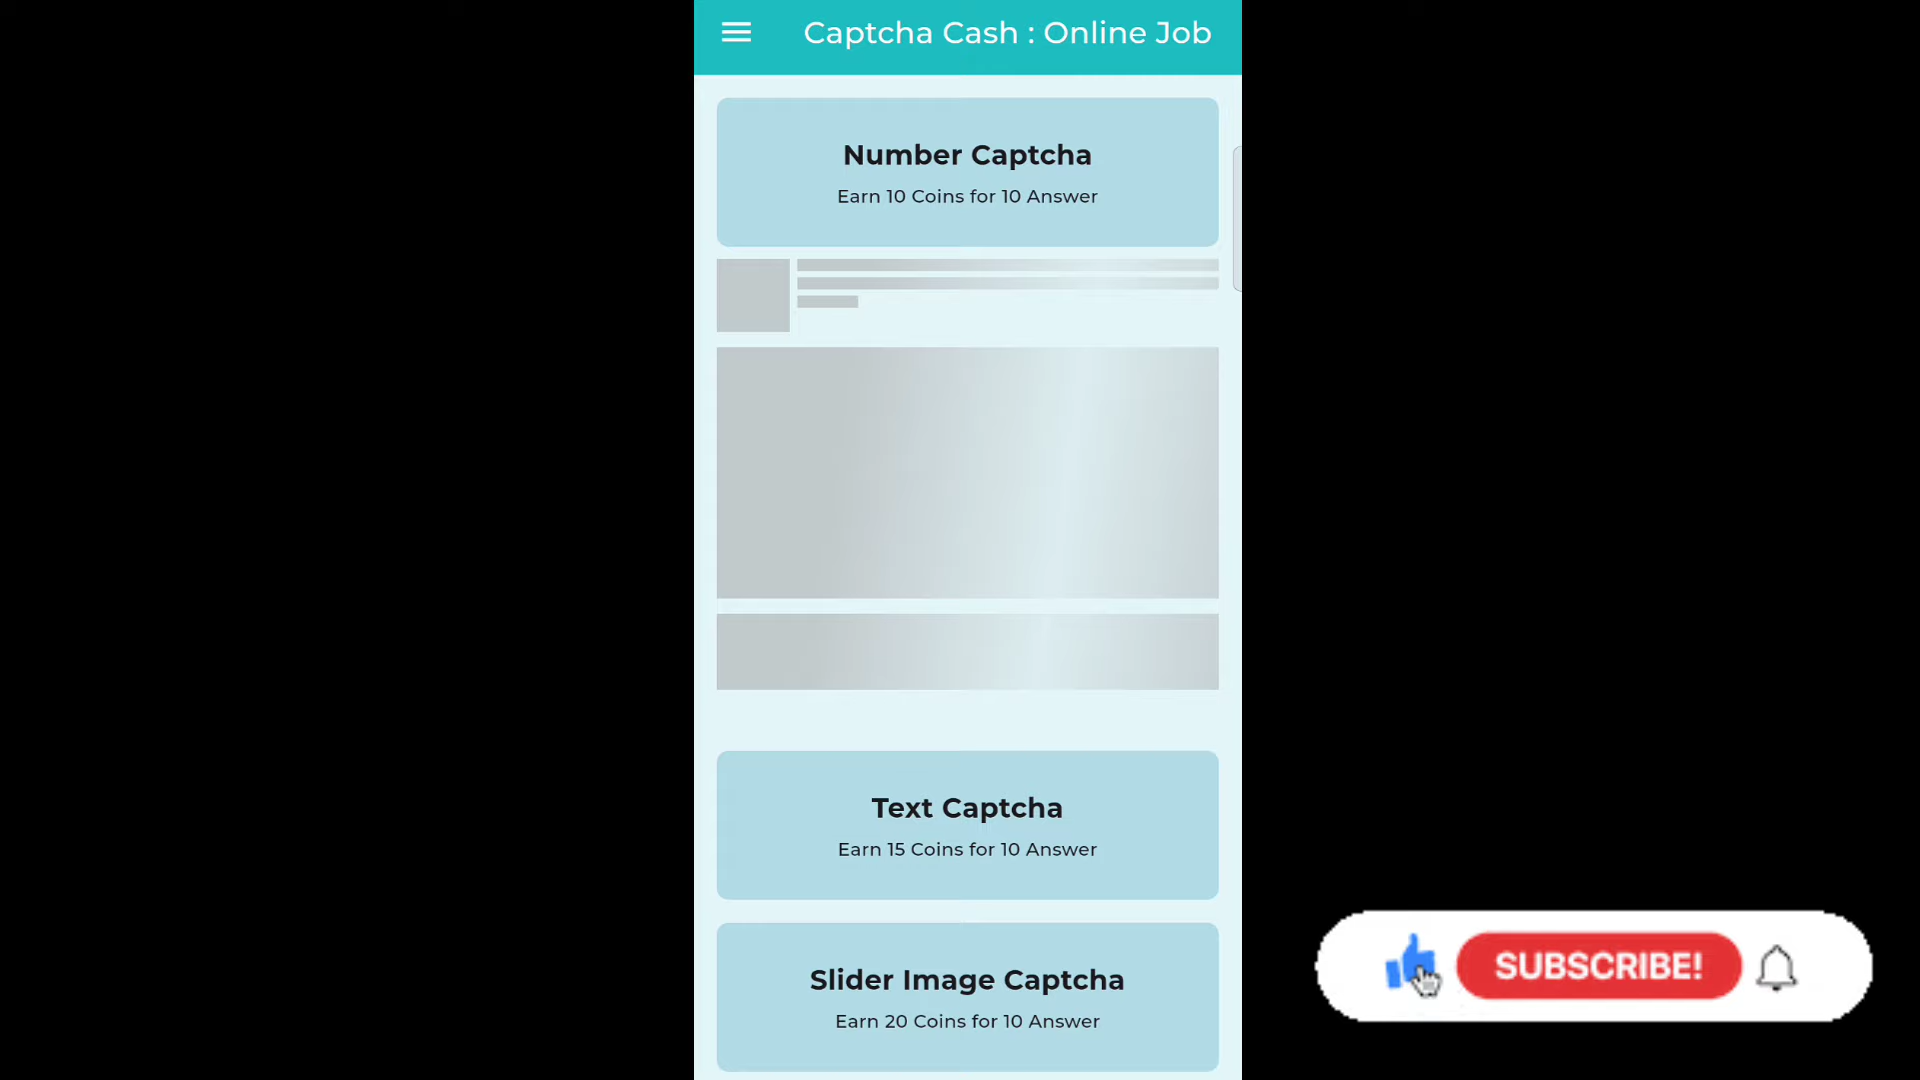 Captcha Cash : Online Job
Number Captcha
Earn 10 Coins for 10 Answer
Text Captcha
Earn 15 Coins for 10 Answer
Slider Image Captcha
Earn 20 Coins for 10 Answer
SUBSCRIBE!